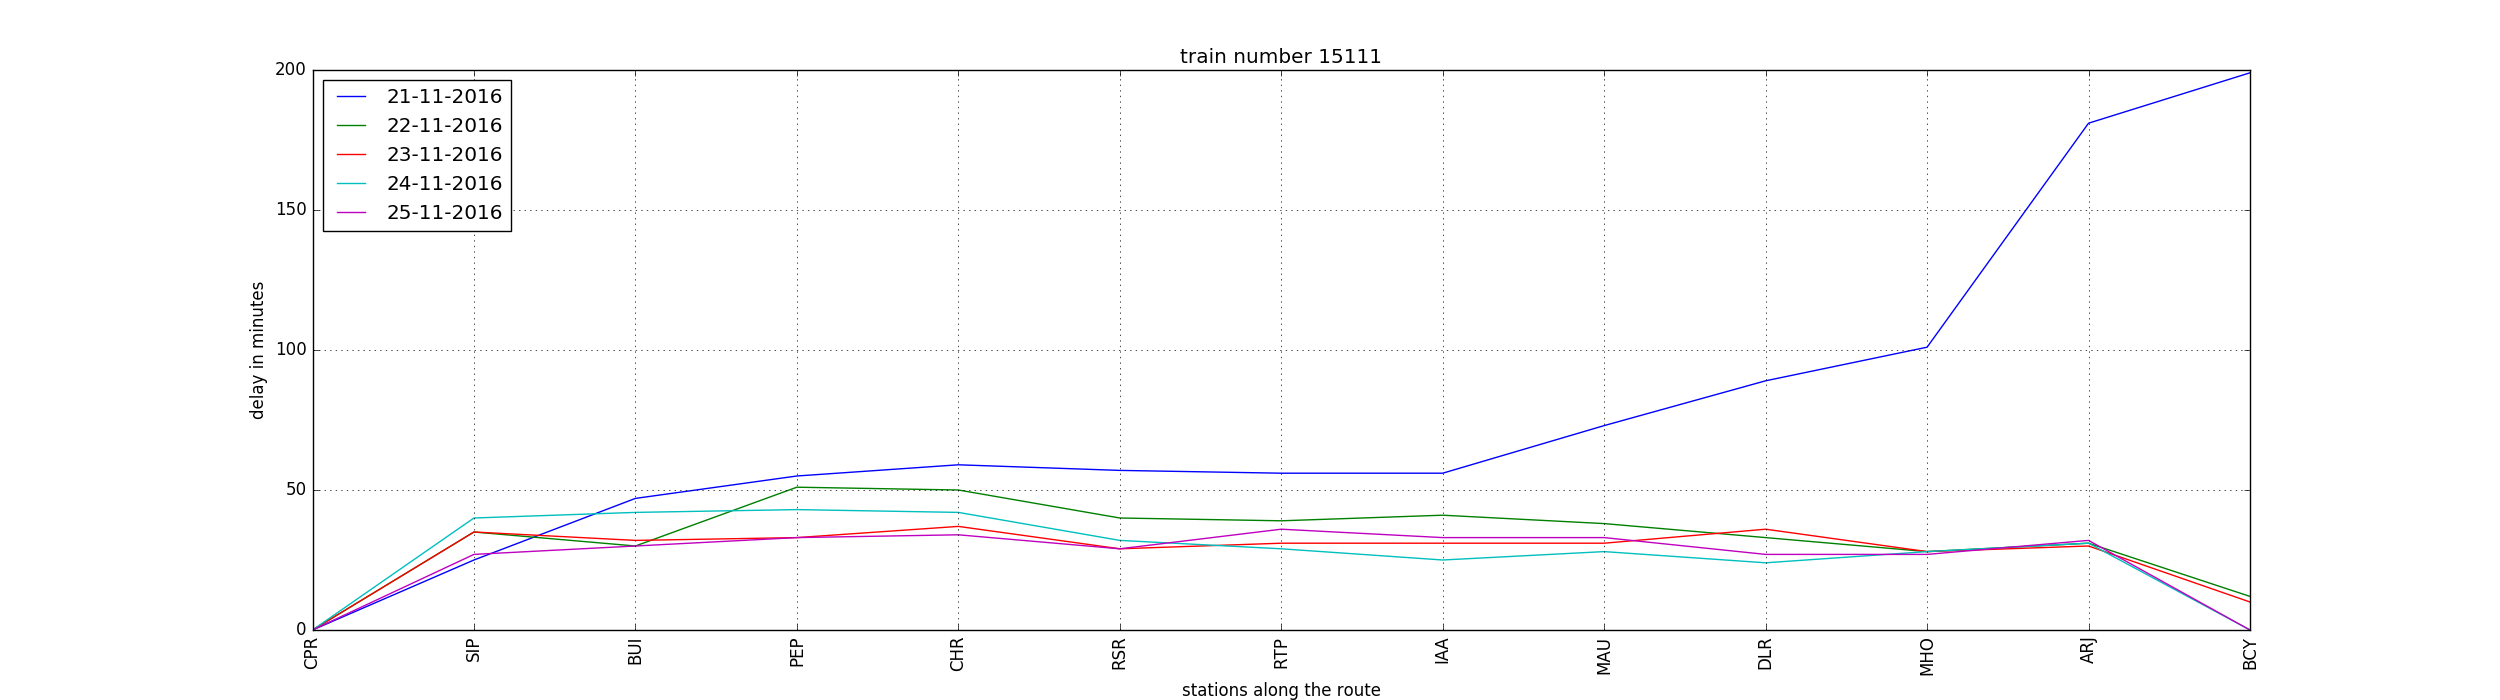 train number 15111
200
150
100
50
0
delay in minutes
21-11-2016
22-11-2016
23-11-2016
24-11-2016
25-11-2016
CPR
SIP
BUI
PEP
CHR
RSR
RTP
IAA
MAU
DLR
MHO
ARJ
BCY
stations along the route